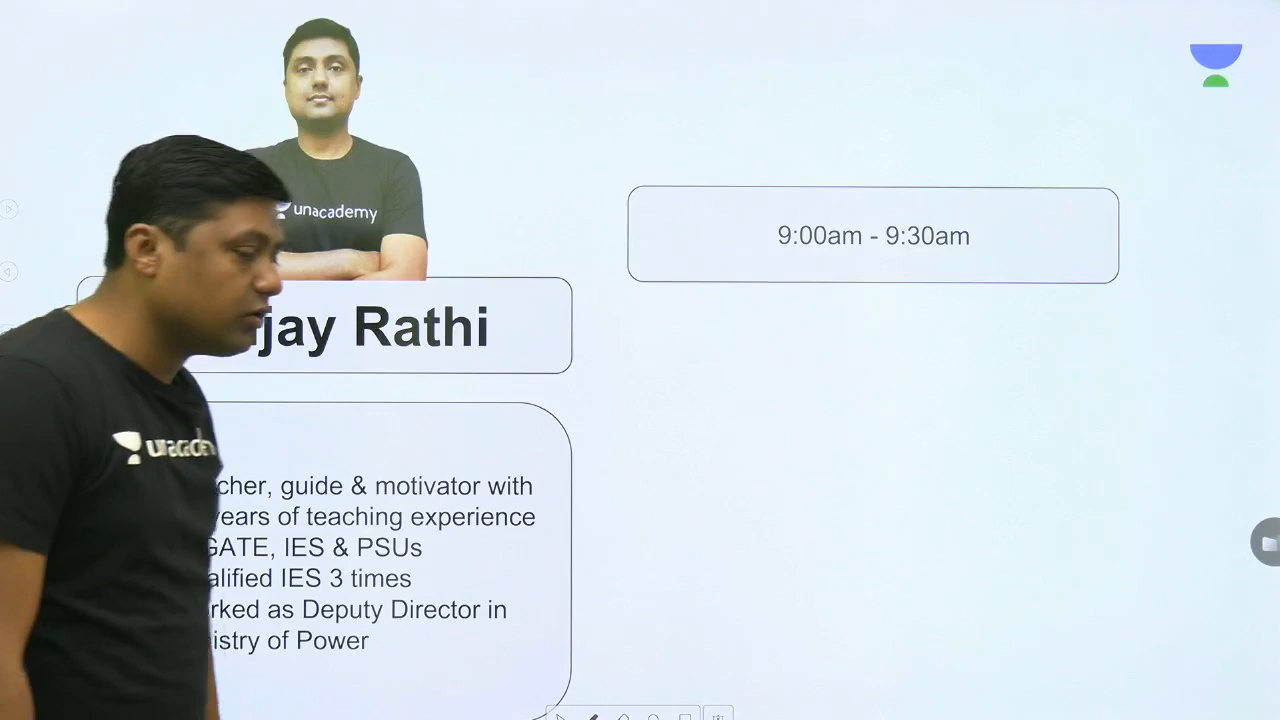 unacademy
9:00am - 9:30am
jay Rathi
unacademy
cher, guide & motivator with
years of teaching experience
GATE, IES & PSUs
alified IES 3 times
rked as Deputy Director in
istry of Power